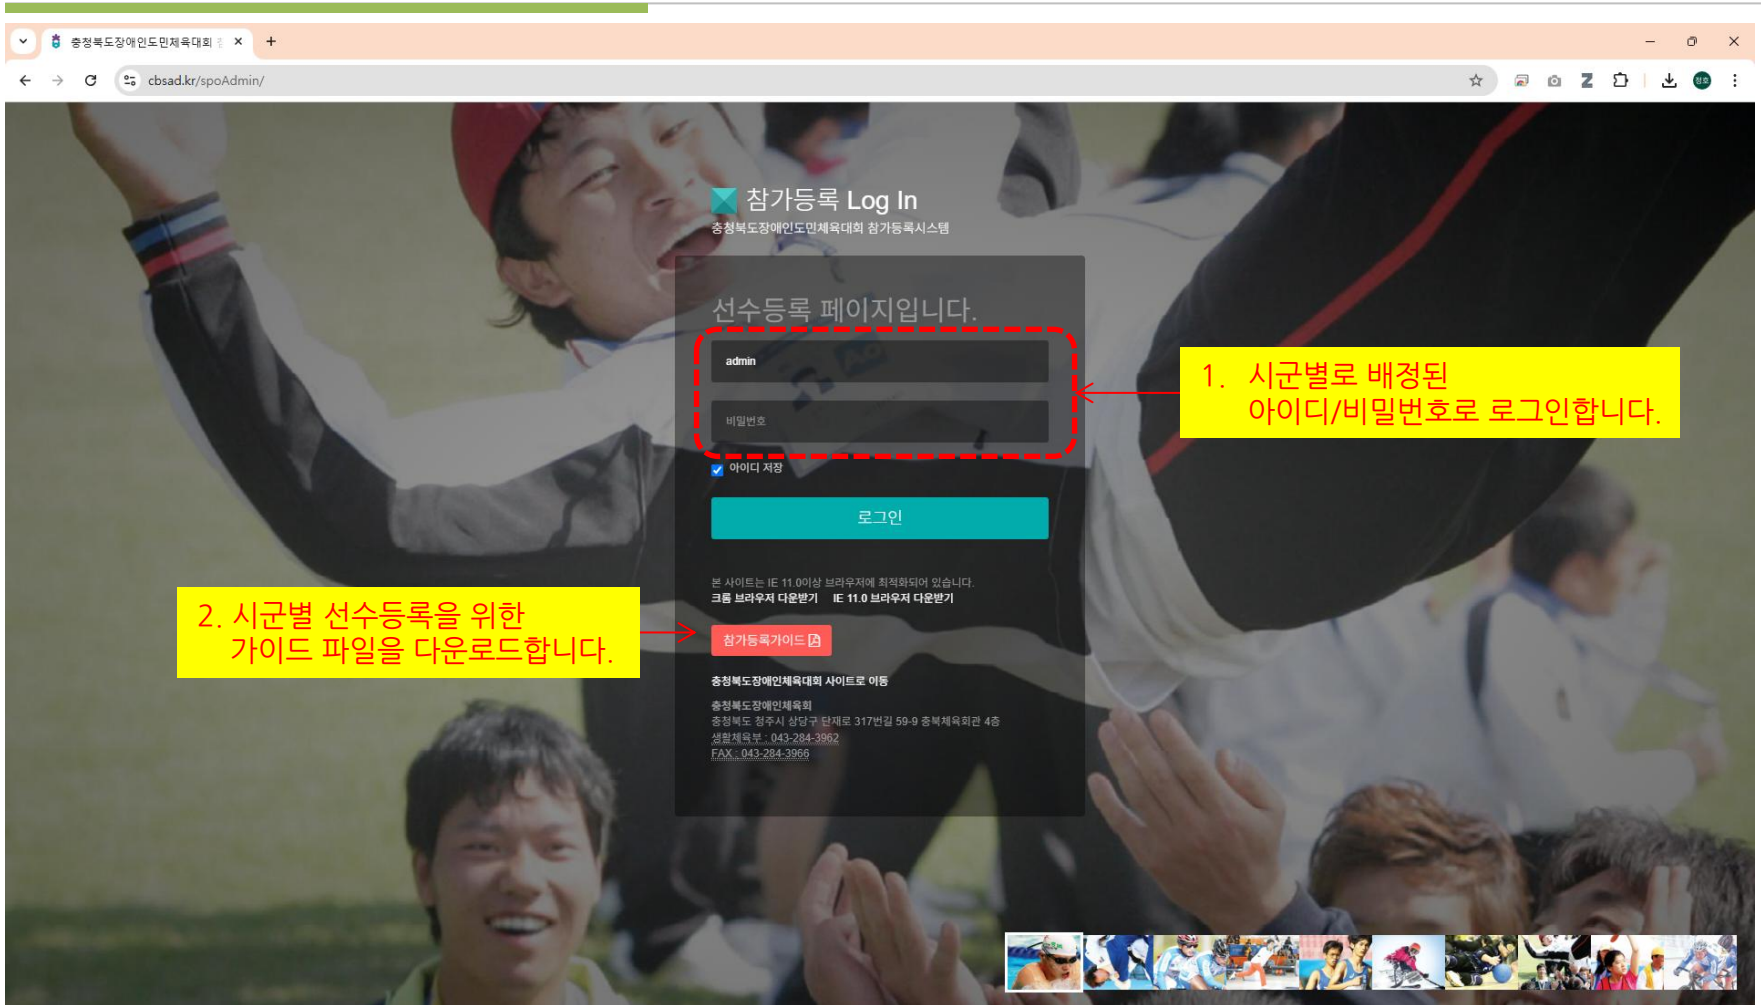 충청북도장애인도민체육대회
cbsad.kr/spoAdmin/
정호
참가등록 Log In
충청북도장애인도민체육대회 참가등록시스템
선수등록 페이지입니다.
admin
비밀번호
1. 시군별로 배정된
아이디/비밀번호로 로그인합니다.
아이디 저장
로그인
본 사이트는 IE 11.0이상 브라우저에 최적화되어 있습니다.
크롬 브라우저 다운받기 IE 11.0 브라우저 다운받기
2. 시군별 선수등록을 위한
가이드 파일을 다운로드합니다.
참가등록가이드
충청북도장애인체육대회 사이트로 이동
충청북도장애인체육회
충청북도 청주시 상당구 단재로 317번길 59-9 충북체육회관 4층
생활체육부 : 043-284-3962
FAX : 043-284-3966